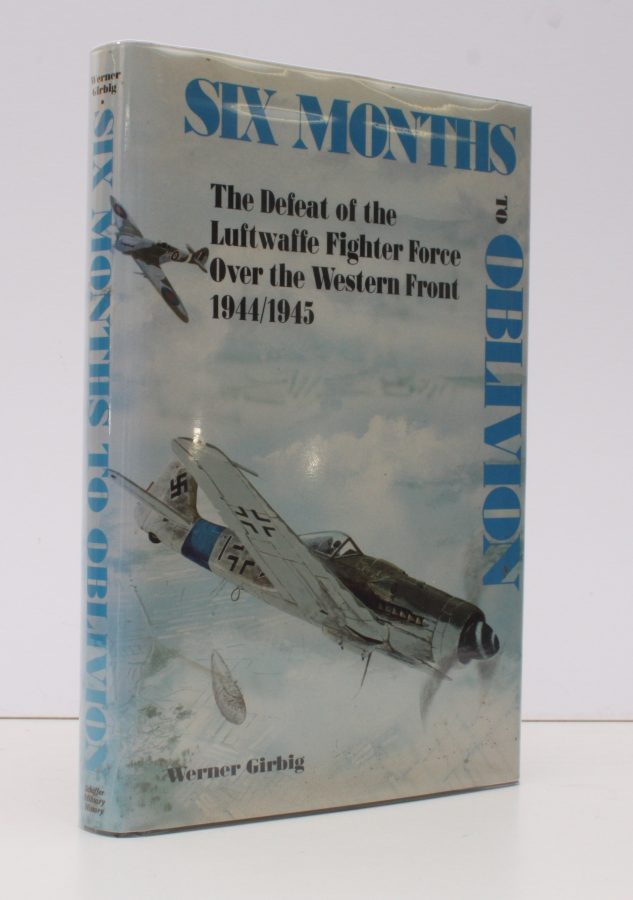 Werner
Girbig
SIX MONTHS TO OBLIVION
Schiffer
Military
History
SIX MONTHS
TO
OBLIVION
The Defeat of the
Luftwaffe Fighter Force
Over the Western Front
1944/1945
Werner Girbig